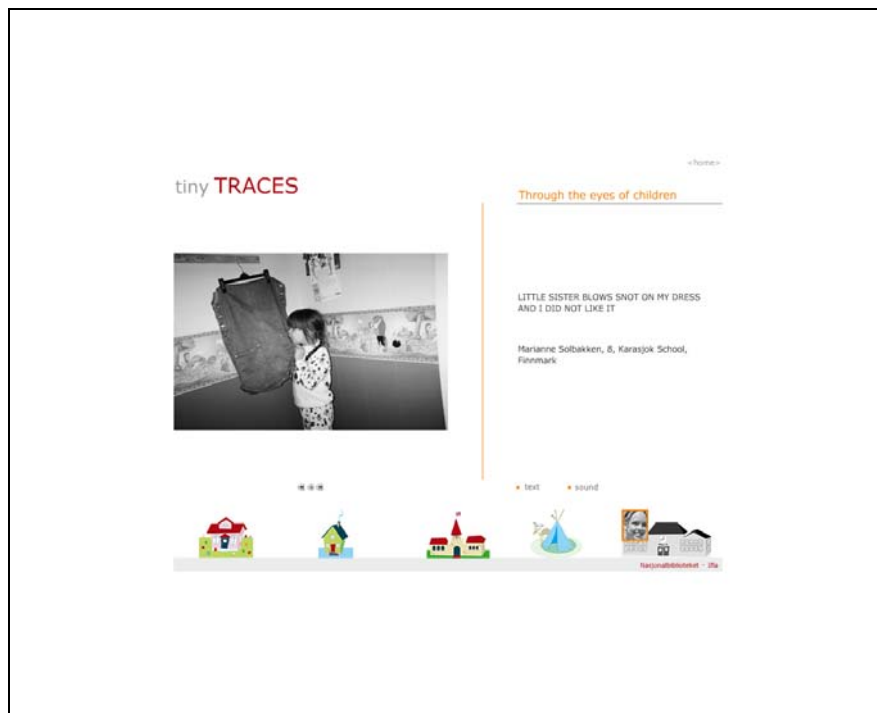 <home>
tiny TRACES
Through the eyes of children
LITTLE SISTER BLOWS SNOT ON MY DRESS
AND I DID NOT LIKE IT
Marianne Solbakken, 8, Karasjok School,
Finnmark
text
sound
Nasjonalbiblioteket - Ifla